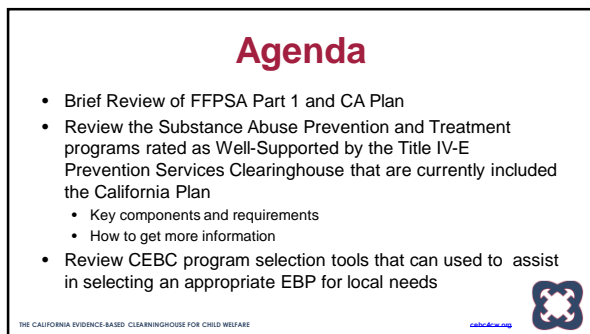 Agenda
• Brief Review of FFPSA Part 1 and CA Plan
• Review the Substance Abuse Prevention and Treatment
programs rated as Well-Supported by the Title IV-E
Prevention Services Clearinghouse that are currently included
the California Plan
• Key components and requirements
• How to get more information
• Review CEBC program selection tools that can used to assist
in selecting an appropriate EBP for local needs
THE CALIFORNIA EVIDENCE-BASED CLEARNINGHOUSE FOR CHILD WELFARE
cebc4cw.org